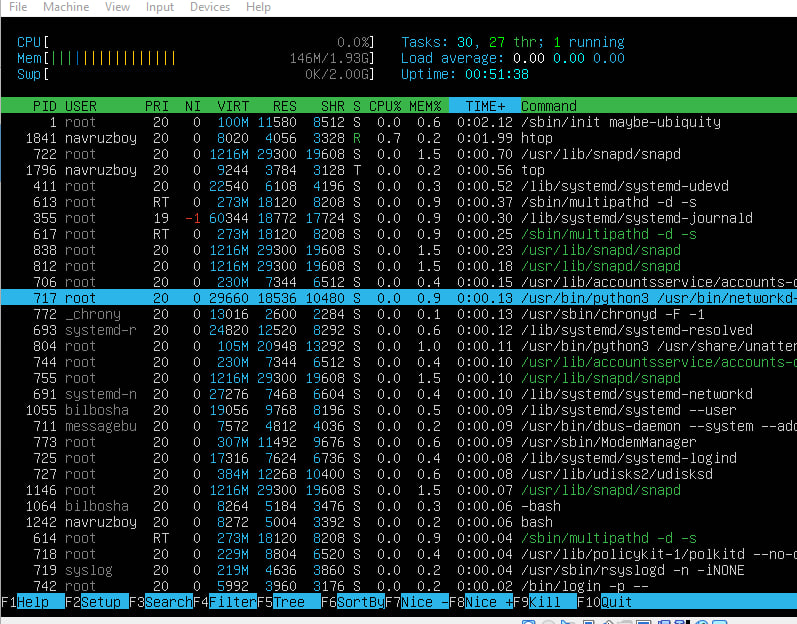 File Machine View Input Devices Help
CPU[ 0.0%] Tasks: 30, 27 thr; 1 running
Mem[|||||||||||||||| 146M/1.93G] Load average: 0.00 0.00 0.00
Swp[ 0K/2.00G] Uptime: 00:51:38
PID USER PRI NI VIRT RES SHR S CPU% MEM% TIME+ Command
1 root 20 0 100M 11580 8512 S 0.0 0.6 0:02.12 /sbin/init maybe-ubiquity
1841 navruzboy 20 0 8020 4056 3328 R 0.7 0.2 0:01.99 htop
722 root 20 0 1216M 29300 19608 S 0.0 1.5 0:00.70 /usr/lib/snapd/snapd
1796 navruzboy 20 0 9244 3784 3128 T 0.0 0.2 0:00.56 top
411 root 20 0 22540 6108 4196 S 0.0 0.3 0:00.52 /lib/systemd/systemd-udevd
613 root RT 0 273M 18120 8208 S 0.0 0.9 0:00.37 /sbin/multipathd -d -s
355 root 19 -1 60344 18772 17724 S 0.0 0.9 0:00.30 /lib/systemd/systemd-journald
617 root RT 0 273M 18120 8208 S 0.0 0.9 0:00.25 /sbin/multipathd -d -s
838 root 20 0 1216M 29300 19608 S 0.0 1.5 0:00.23 /usr/lib/snapd/snapd
812 root 20 0 1216M 29300 19608 S 0.0 1.5 0:00.18 /usr/lib/snapd/snapd
706 root 20 0 230M 7344 6512 S 0.0 0.4 0:00.15 /usr/lib/accountsservice/accounts-d
717 root 20 0 29660 18536 10480 S 0.0 0.9 0:00.13 /usr/bin/python3 /usr/bin/networkd-
772 _chrony 20 0 13016 2600 2284 S 0.0 0.1 0:00.13 /usr/sbin/chronyd -F -1
693 systemd-r 20 0 24820 12520 8292 S 0.0 0.6 0:00.12 /lib/systemd/systemd-resolved
804 root 20 0 105M 20948 13292 S 0.0 1.0 0:00.11 /usr/bin/python3 /usr/share/unatten
744 root 20 0 230M 7344 6512 S 0.0 0.4 0:00.10 /usr/lib/accountsservice/accounts-d
755 root 20 0 1216M 29300 19608 S 0.0 1.5 0:00.10 /usr/lib/snapd/snapd
691 systemd-n 20 0 27276 7468 6604 S 0.0 0.4 0:00.10 /lib/systemd/systemd-networkd
1055 bilbosha 20 0 19056 9768 8196 S 0.0 0.5 0:00.09 /lib/systemd/systemd --user
711 messagebu 20 0 7572 4812 4036 S 0.0 0.2 0:00.09 /usr/bin/dbus-daemon --system --add
773 root 20 0 307M 11492 9676 S 0.0 0.6 0:00.09 /usr/sbin/ModemManager
725 root 20 0 17316 7624 6736 S 0.0 0.4 0:00.08 /lib/systemd/systemd-logind
727 root 20 0 384M 12268 10400 S 0.0 0.6 0:00.08 /usr/lib/udisks2/udisksd
1146 root 20 0 1216M 29300 19608 S 0.0 1.5 0:00.07 /usr/lib/snapd/snapd
1064 bilbosha 20 0 8264 5184 3476 S 0.0 0.3 0:00.06 -bash
1242 navruzboy 20 0 8272 5004 3392 S 0.0 0.2 0:00.06 bash
614 root RT 0 273M 18120 8208 S 0.0 0.9 0:00.04 /sbin/multipathd -d -s
718 root 20 0 229M 8804 6520 S 0.0 0.4 0:00.04 /usr/lib/policykit-1/polkitd --no-d
719 syslog 20 0 219M 4636 3860 S 0.0 0.2 0:00.04 /usr/sbin/rsyslogd -n -iNONE
742 root 20 0 5992 3960 3176 S 0.0 0.2 0:00.02 /bin/login -p --
F1Help F2Setup F3SearchF4FilterF5Tree F6SortByF7Nice -F8Nice +F9Kill F10Quit